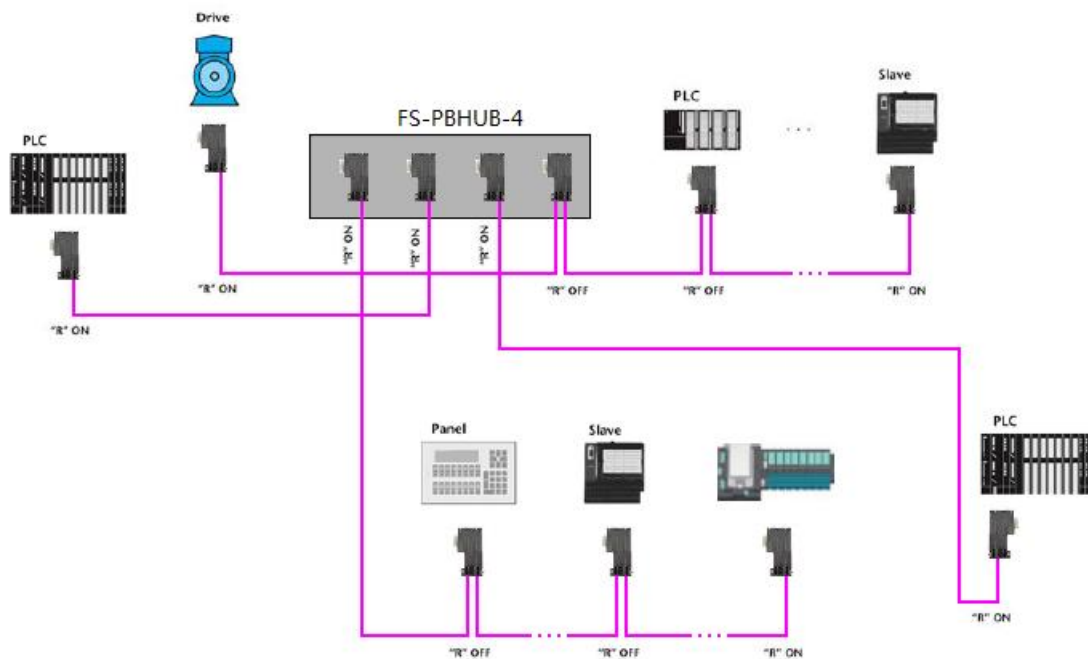 Drive
Slave
FS-PBHUB-4
PLC
. . .
PLC
"R" ON
"R" ON
"R" ON
"R" ON
"R" OFF
"R" OFF
"R" ON
"R" ON
Panel
Slave
PLC
"R" ON
"R" OFF
"R" OFF
"R" ON